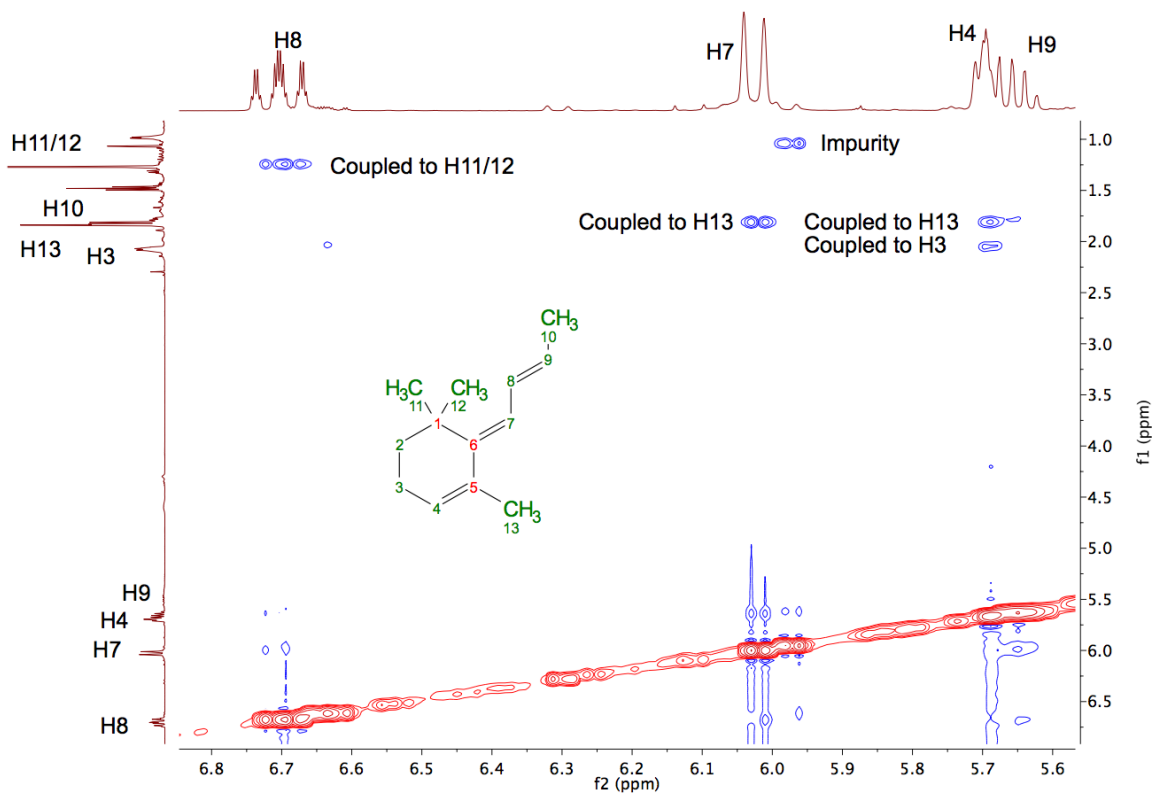 H8
H7
H4
H9
H11/12
H10
H13
H3
H9
H4
H7
H8
Coupled to H11/12
Impurity
Coupled to H13
Coupled to H13
Coupled to H3
CH3
10
9
8
7
H3C
11
CH3
12
1
2
6
3
5
4
CH3
13
1.0
1.5
2.0
2.5
3.0
3.5
4.0
4.5
5.0
5.5
6.0
6.5
f1 (ppm)
6.8 6.7 6.6 6.5 6.4 6.3 6.2 6.1 6.0 5.9 5.8 5.7 5.6
f2 (ppm)